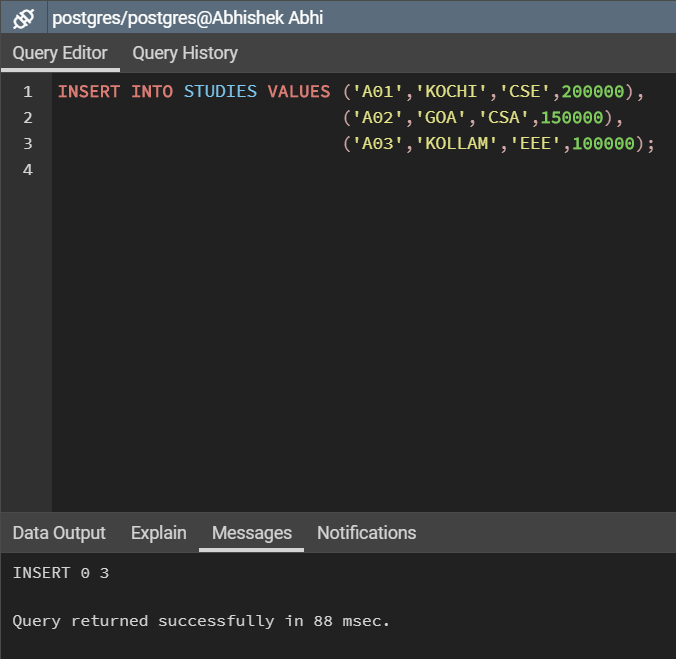 postgres/postgres@Abhishek Abhi
Query Editor Query History
1 INSERT INTO STUDIES VALUES ('A01','KOCHI','CSE',200000),
2 ('A02','GOA','CSA',150000),
3 ('A03','KOLLAM','EEE',100000);
4
Data Output Explain Messages Notifications
INSERT 0 3
Query returned successfully in 88 msec.